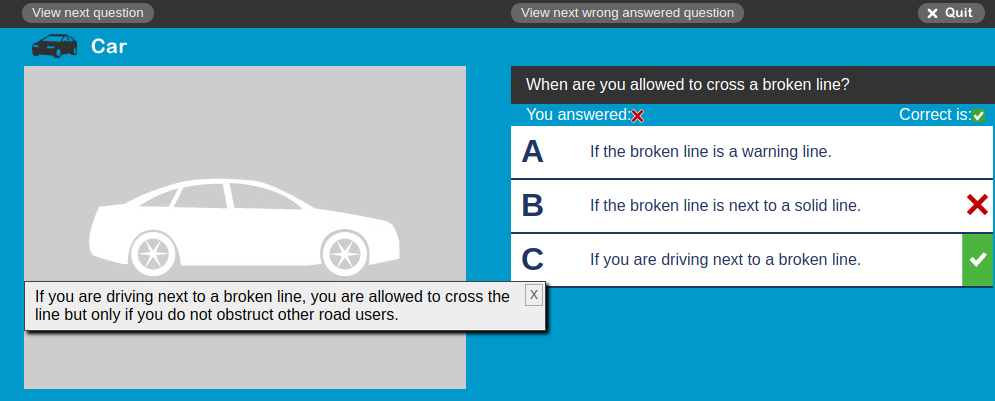 View next question
View next wrong answered question
Quit
Car
When are you allowed to cross a broken line?
You answered:
Correct is:
A
If the broken line is a warning line.
B
If the broken line is next to a solid line.
C
If you are driving next to a broken line.
If you are driving next to a broken line, you are allowed to cross the
line but only if you do not obstruct other road users.
X